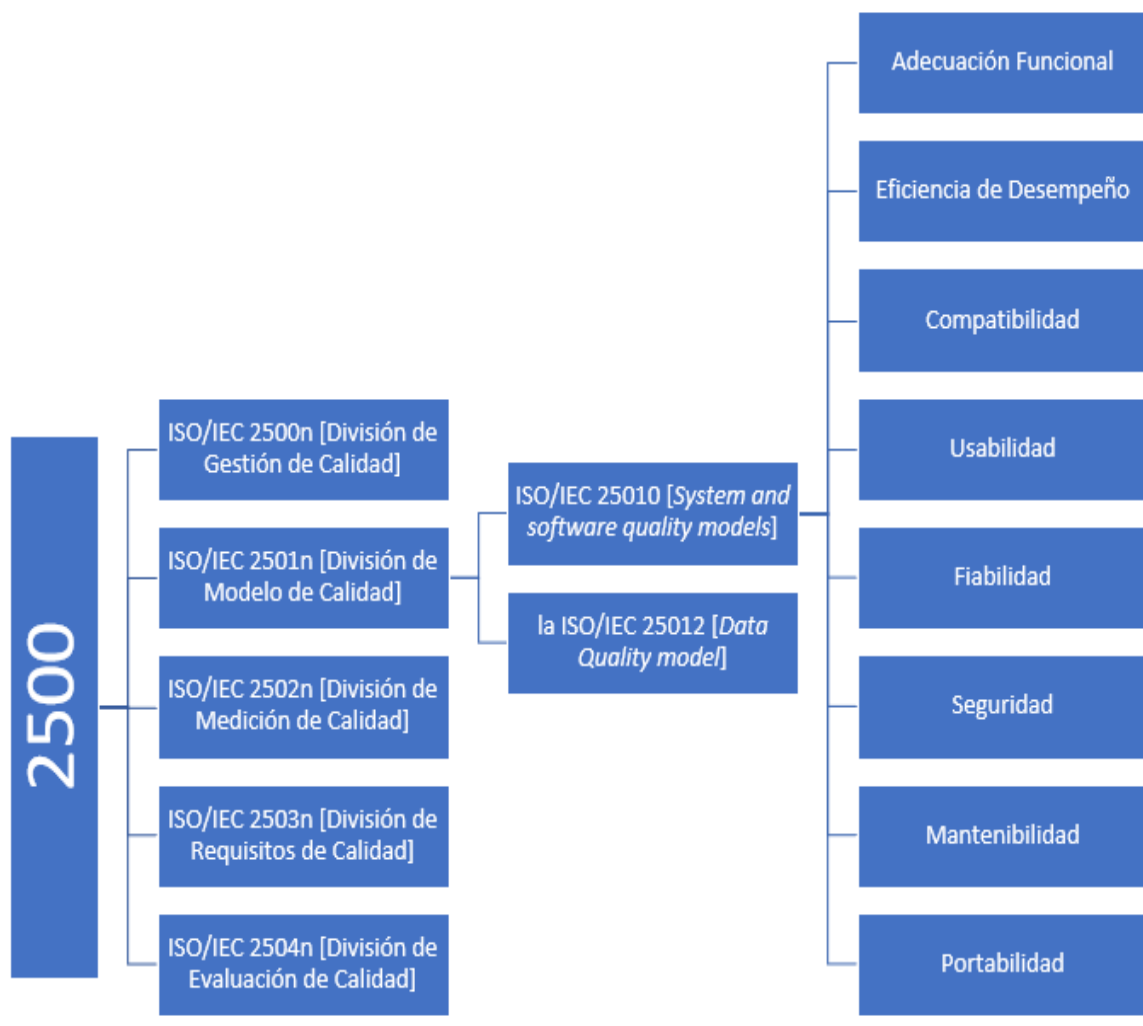 2500
ISO/IEC 2500n [División de
Gestión de Calidad]
ISO/IEC 2501n [División de
Modelo de Calidad]
ISO/IEC 2502n [División de
Medición de Calidad]
ISO/IEC 2503n [División de
Requisitos de Calidad]
ISO/IEC 2504n [División de
Evaluación de Calidad]
ISO/IEC 25010 [System and
software quality models]
la ISO/IEC 25012 [Data
Quality model]
Adecuación Funcional
Eficiencia de Desempeño
Compatibilidad
Usabilidad
Fiabilidad
Seguridad
Mantenibilidad
Portabilidad